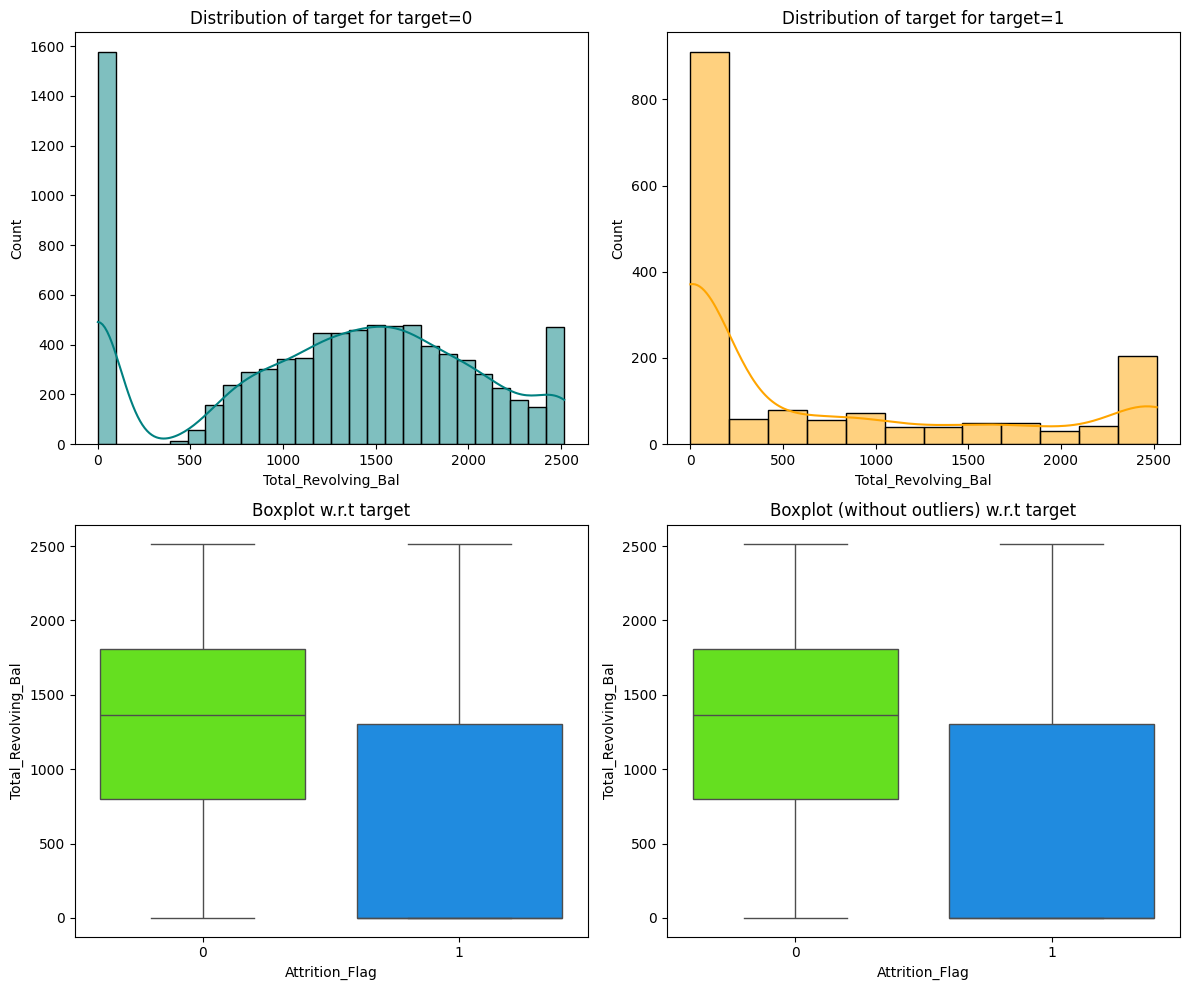 Distribution of target for target=0
1600
1400
1200
1000
800
600
400
200
0
Count
0 500 1000 1500 2000 2500
Total_Revolving_Bal
Distribution of target for target=1
800
600
400
200
0
Count
0 500 1000 1500 2000 2500
Total_Revolving_Bal
Boxplot w.r.t target
2500
2000
1500
1000
500
0
Total_Revolving_Bal
0 1
Attrition_Flag
Boxplot (without outliers) w.r.t target
2500
2000
1500
1000
500
0
Total_Revolving_Bal
0 1
Attrition_Flag